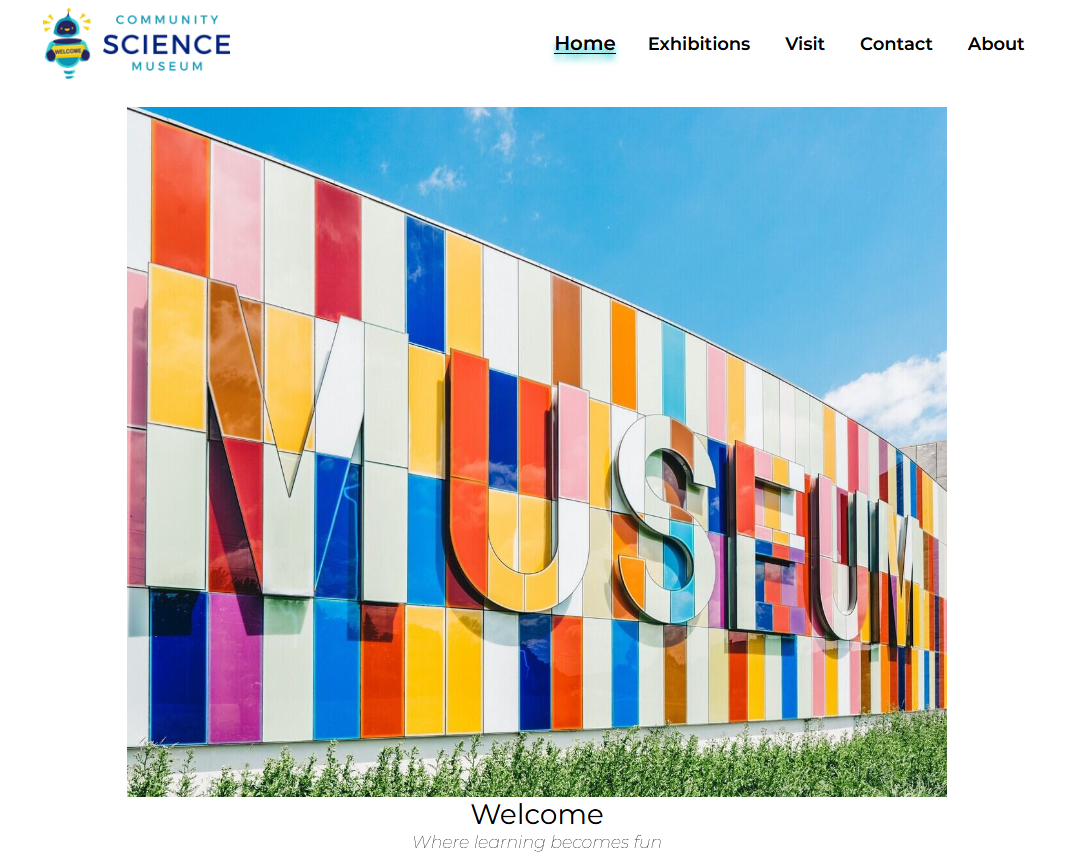 COMMUNITY
SCIENCE
MUSEUM
WELCOME
Home Exhibitions Visit Contact About
MUSEUM
Welcome
Where learning becomes fun